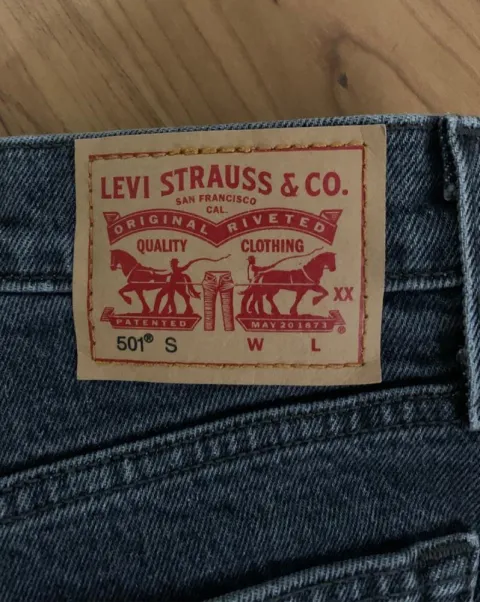 LEVI STRAUSS & CO.
SAN FRANCISCO
CAL.
ORIGINAL RIVETED
QUALITY CLOTHING
XX
PATENTED MAY 20 1873 ®
501® S W L